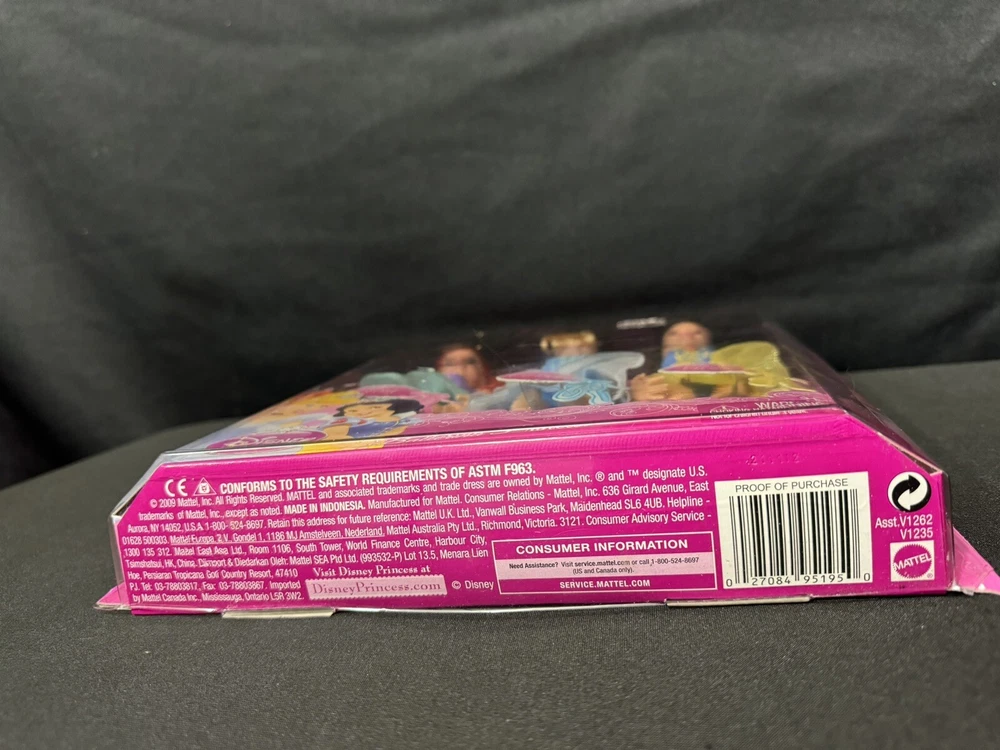 DISNEY
WARNING
CHOKING HAZARD
CE CONFORMS TO THE SAFETY REQUIREMENTS OF ASTM F963.
© 2009 Mattel, Inc. All Rights Reserved. MATTEL and associated trademarks and trade dress are owned by Mattel, Inc. ® and ™ designate U.S.
trademarks of Mattel, Inc., except as noted. MADE IN INDONESIA. Manufactured for Mattel. Consumer Relations - Mattel, Inc. 636 Girard Avenue, East
Aurora, NY 14052, U.S.A. 1-800-524-8697. Retain this address for future reference: Mattel U.K. Ltd., Vanwall Business Park, Maidenhead SL6 4UB. Helpline -
01628 500303. Mattel Europa B.V., Gondel 1, 1186 MJ Amstelveen, Nederland. Mattel Australia Pty Ltd., Richmond, Victoria. 3121. Consumer Advisory Service -
1300 135 312. Mattel East Asia Ltd., Room 1106, South Tower, World Finance Centre, Harbour City,
Tsimshatsui, HK, China. Diimport & Diedarkan Oleh: Mattel SEA Ptd Ltd. (993532-P) Lot 13.5, Menara Lien
Hoe, Persiaran Tropicana Golf Country Resort, 47410
PJ. Tel: 03-78803817, Fax: 03-78803867. Imported
by Mattel Canada Inc., Mississauga, Ontario L5R 3W2.
Visit Disney Princess at
DisneyPrincess.com
© Disney
CONSUMER INFORMATION
Need Assistance? Visit service.mattel.com or call 1-800-524-8697
(US and Canada only).
SERVICE.MATTEL.COM
PROOF OF PURCHASE
0 27084 95195 0
Asst.V1262
V1235
MATTEL